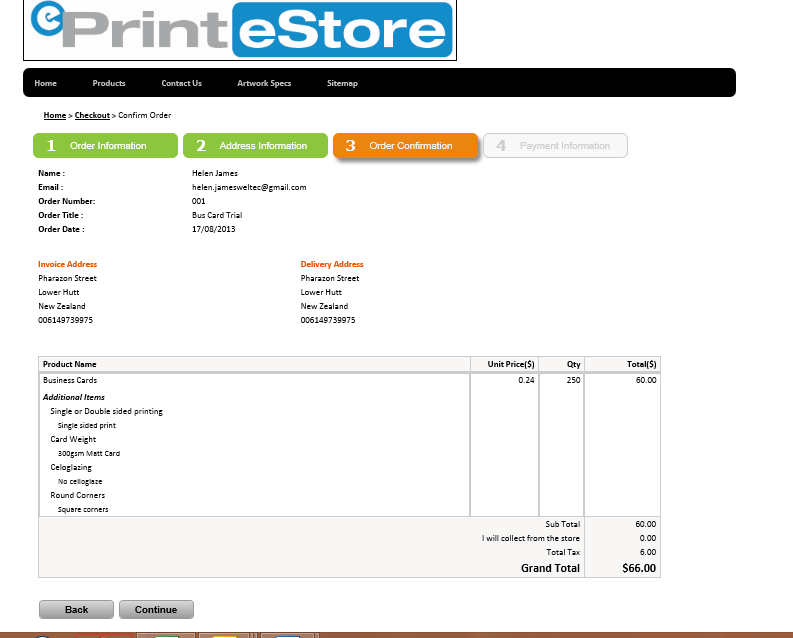 ePrint eStore
Home Products Contact Us Artwork Specs Sitemap
Home > Checkout > Confirm Order
1 Order Information 2 Address Information 3 Order Confirmation 4 Payment Information
Name : Helen James
Email : helen.jamesweltec@gmail.com
Order Number: 001
Order Title : Bus Card Trial
Order Date : 17/08/2013
Invoice Address Delivery Address
Pharazon Street Pharazon Street
Lower Hutt Lower Hutt
New Zealand New Zealand
006149739975 006149739975
Product Name Unit Price($) Qty Total($)
Business Cards 0.24 250 60.00
Additional Items
Single or Double sided printing
Single sided print
Card Weight
300gsm Matt Card
Celoglazing
No celloglaze
Round Corners
Square corners
Sub Total 60.00
I will collect from the store 0.00
Total Tax 6.00
Grand Total $66.00
Back Continue